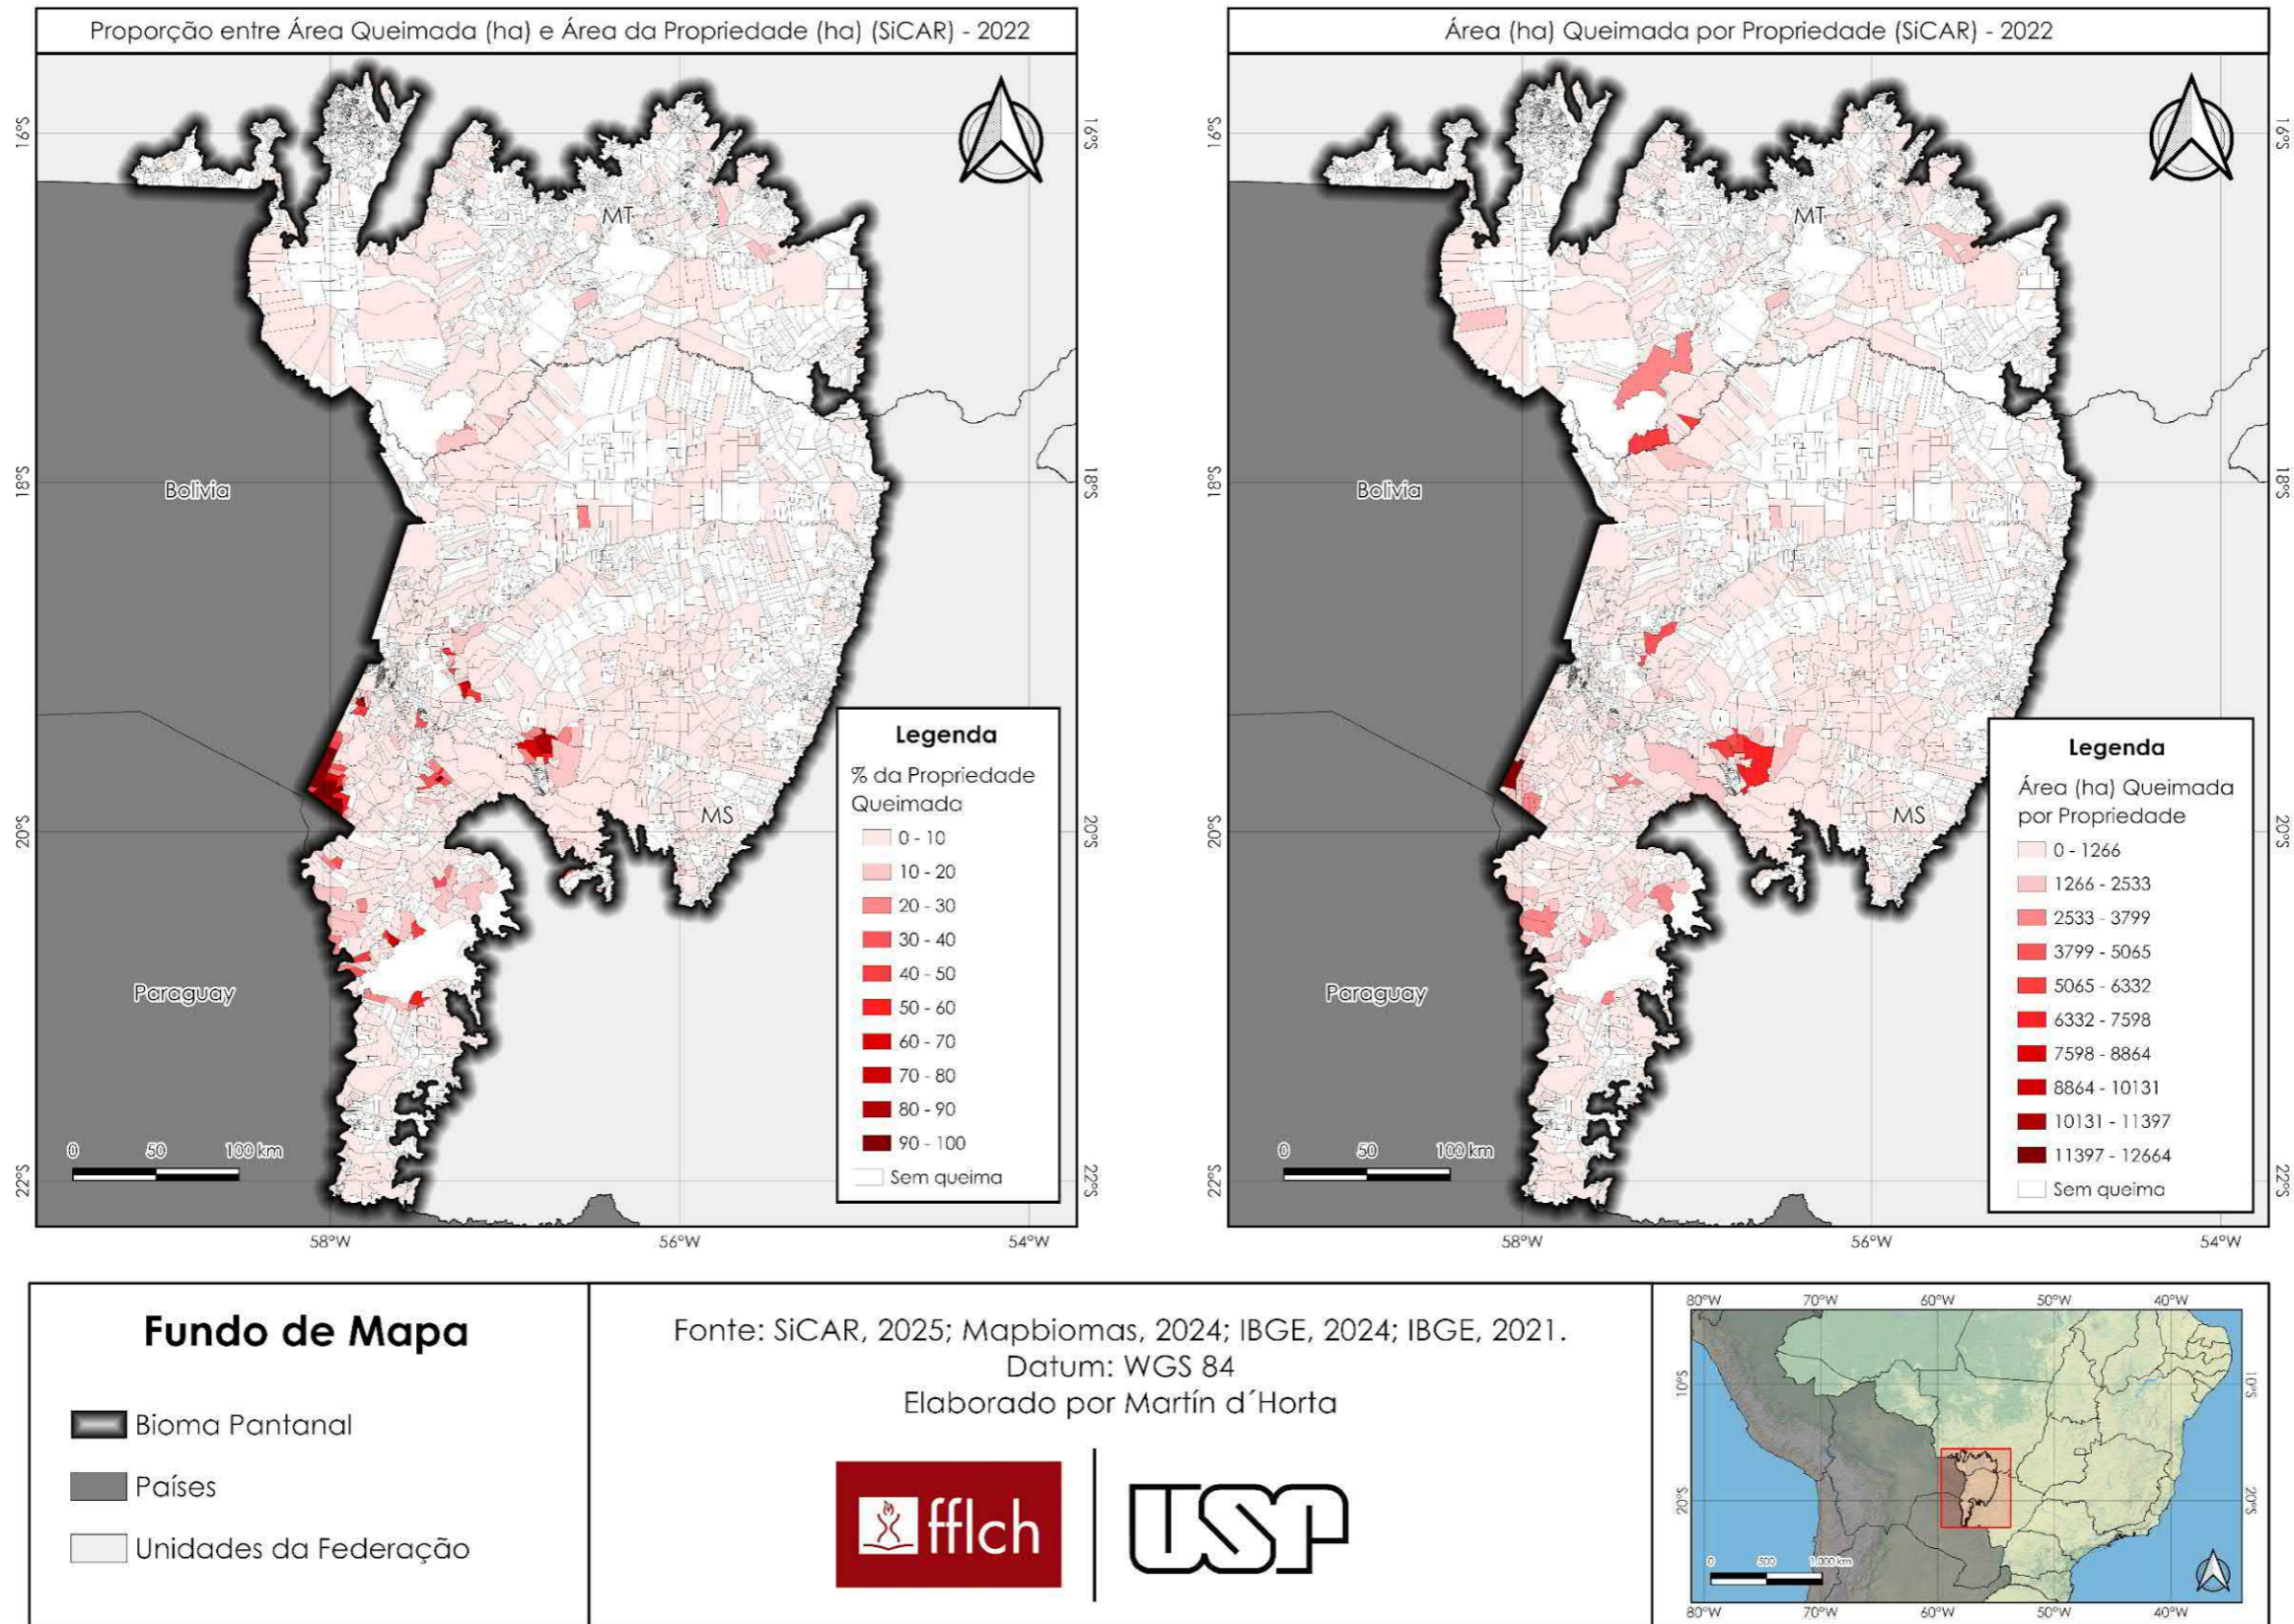 Proporção entre Área Queimada (ha) e Área da Propriedade (ha) (SiCAR) - 2022
16°S
16°S
MT
Bolivia
18°S
18°S
Legenda
% da Propriedade
Queimada
0 - 10
10 - 20
20 - 30
30 - 40
40 - 50
50 - 60
60 - 70
70 - 80
80 - 90
90 - 100
Sem queima
MS
20°S
20°S
Paraguay
0 50 100 km
22°S
22°S
58°W 56°W 54°W
Área (ha) Queimada por Propriedade (SiCAR) - 2022
16°S
16°S
MT
Bolivia
18°S
18°S
Legenda
Área (ha) Queimada
por Propriedade
0 - 1266
1266 - 2533
2533 - 3799
3799 - 5065
5065 - 6332
6332 - 7598
7598 - 8864
8864 - 10131
10131 - 11397
11397 - 12664
Sem queima
MS
20°S
20°S
Paraguay
0 50 100 km
22°S
22°S
58°W 56°W 54°W
Fundo de Mapa
Bioma Pantanal
Países
Unidades da Federação
Fonte: SiCAR, 2025; Mapbiomas, 2024; IBGE, 2024; IBGE, 2021.
Datum: WGS 84
Elaborado por Martín d´Horta
fflch
USP
80°W 70°W 60°W 50°W 40°W
10°S
10°S
20°S
20°S
0 500 1.000 km
80°W 70°W 60°W 50°W 40°W